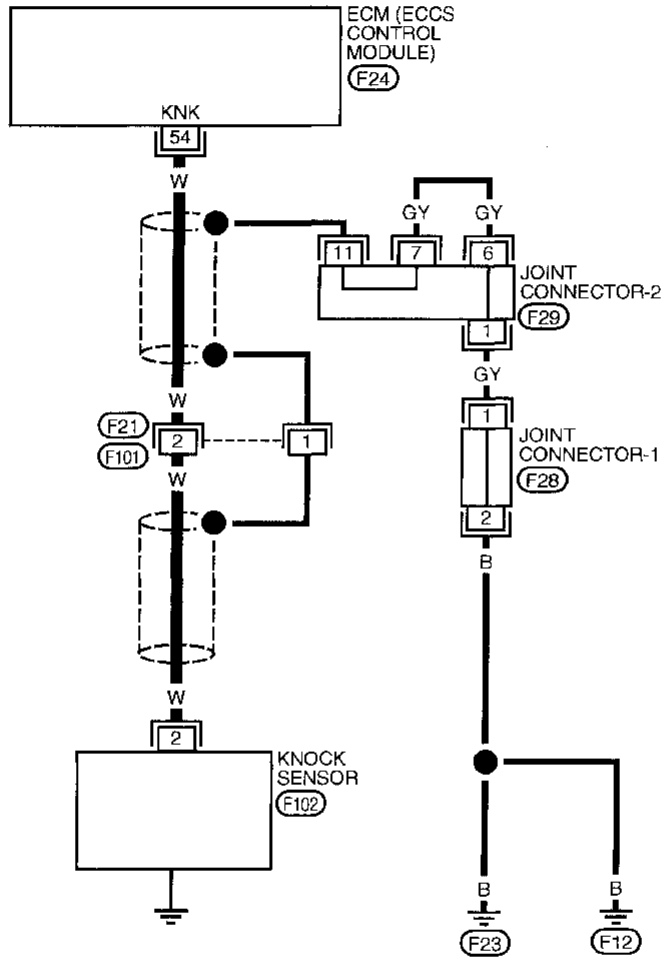 ECM (ECCS
CONTROL
MODULE)
F24
KNK
54
W
GY GY
11 7 6
JOINT
CONNECTOR-2
F29
1
GY
W
F21
F101
2 1
1
JOINT
CONNECTOR-1
F28
W
2
B
W
2
KNOCK
SENSOR
F102
B B
F23 F12